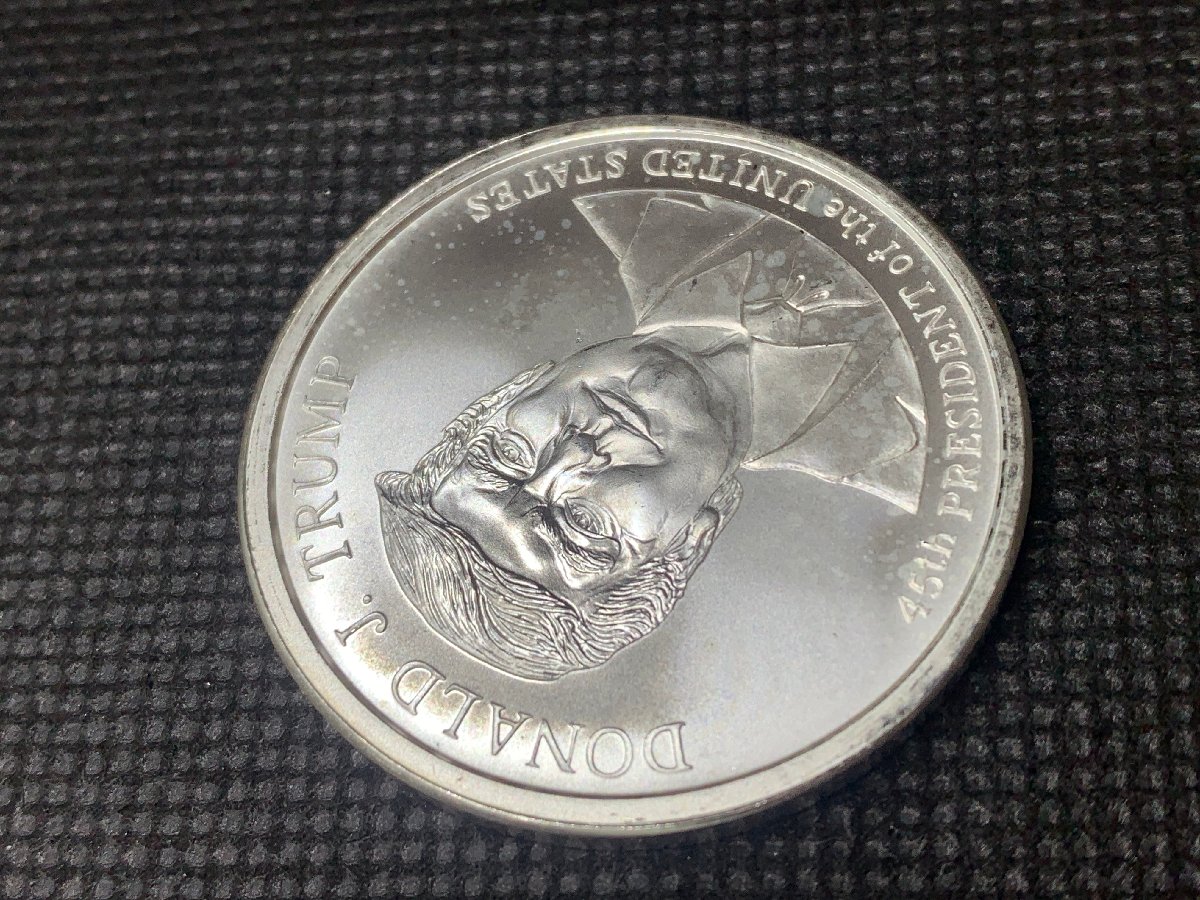 DONALD J. TRUMP
45th PRESIDENT of the UNITED STATES